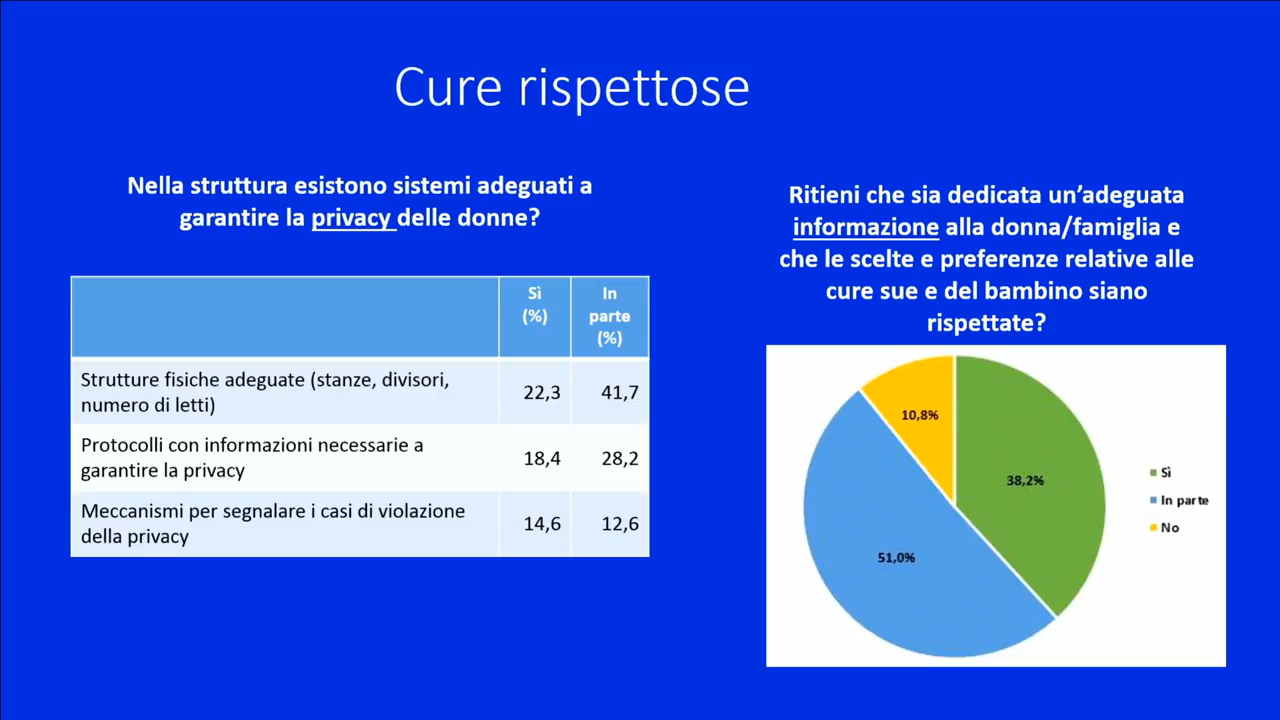 Cure rispettose
Nella struttura esistono sistemi adeguati a
garantire la privacy delle donne?
Sì
(%)
In
parte
(%)
Strutture fisiche adeguate (stanze, divisori,
numero di letti)
22,3
41,7
Protocolli con informazioni necessarie a
garantire la privacy
18,4
28,2
Meccanismi per segnalare i casi di violazione
della privacy
14,6
12,6
Ritieni che sia dedicata un’adeguata
informazione alla donna/famiglia e
che le scelte e preferenze relative alle
cure sue e del bambino siano
rispettate?
10,8%
38,2%
51,0%
Sì
In parte
No